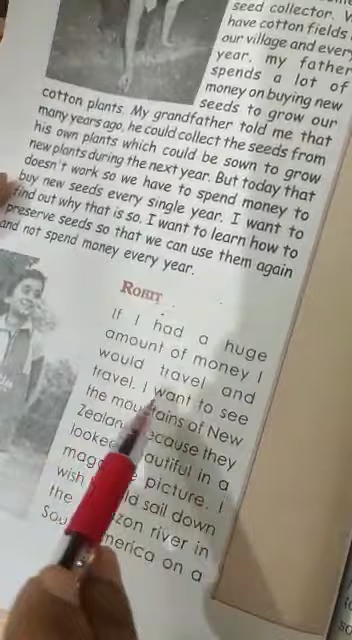 seed collector.
have cotton fields
our village and every
year, my father
spends a lot of
money on buying new
seeds to grow our
cotton plants. My grandfather told me that
many years ago, he could collect the seeds from
his own plants which could be sown to grow
new plants during the next year. But today that
doesn't work so we have to spend money to
buy new seeds every single year. I want to
find out why that is so. I want to learn how to
preserve seeds so that we can use them again
and not spend money every year.
ROHIT
If I had a huge
amount of money I
would travel and
travel. I want to see
the mountains of New
Zealand because they
looked beautiful in a
picture. I
wish sail down
the river in
on a